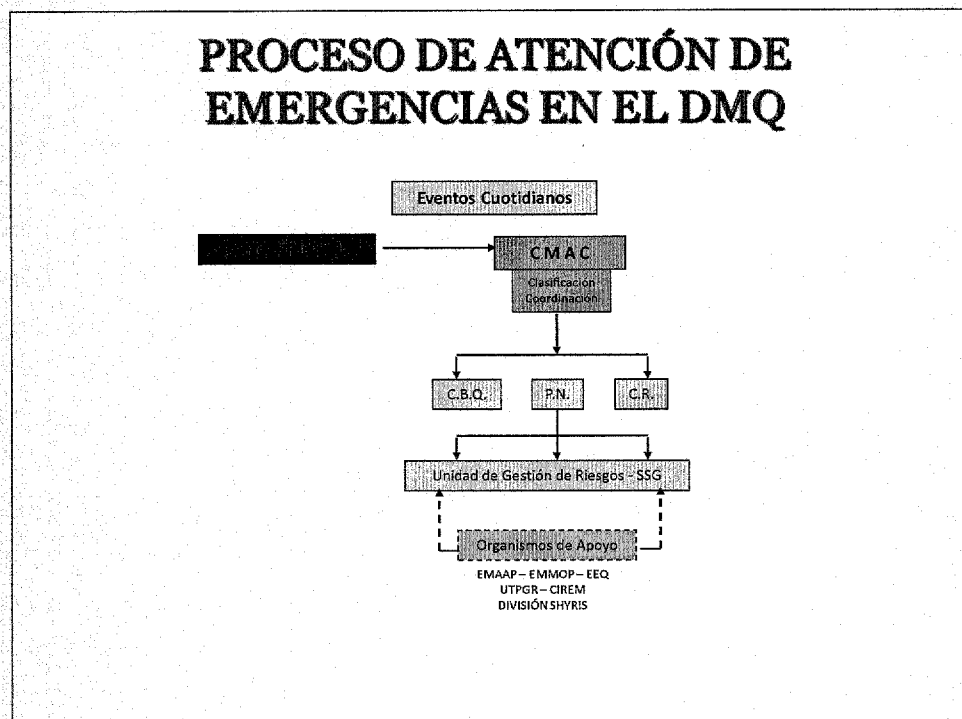 PROCESO DE ATENCIÓN DE
EMERGENCIAS EN EL DMQ
Eventos Cuotidianos
C M A C
Clasificación
Coordinación
C.B.Q.
P.N.
C.R.
Unidad de Gestión de Riesgos – SSG
Organismos de Apoyo
EMAAP – EMMOP – EEQ
UTPGR – CIREM
DIVISIÓN SHYRIS